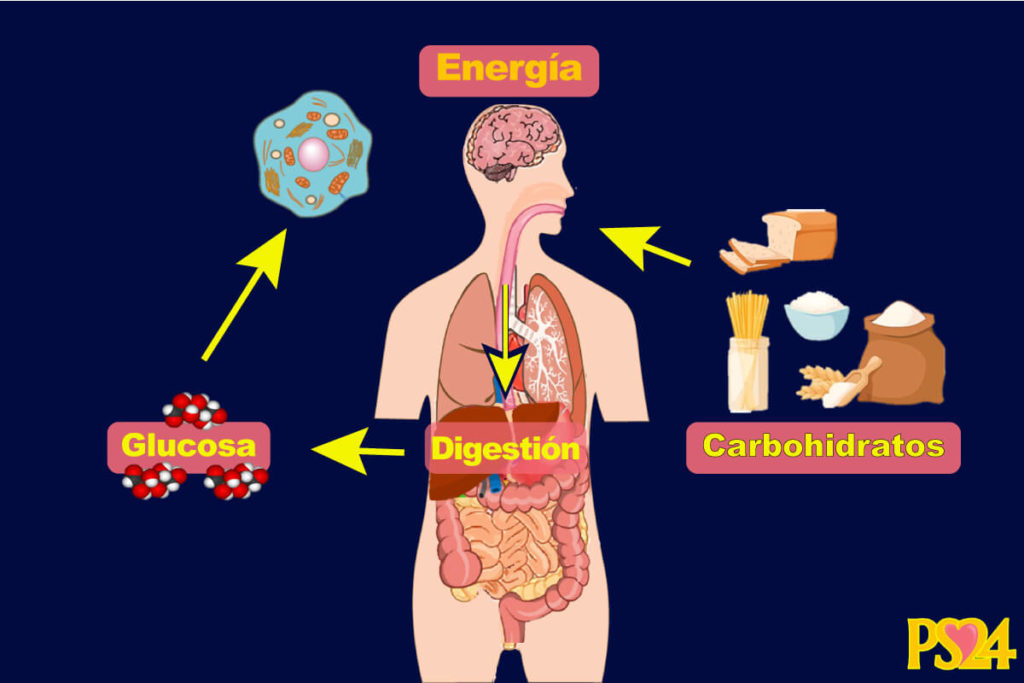 Energía
Glucosa
Digestión
Carbohidratos
PS24